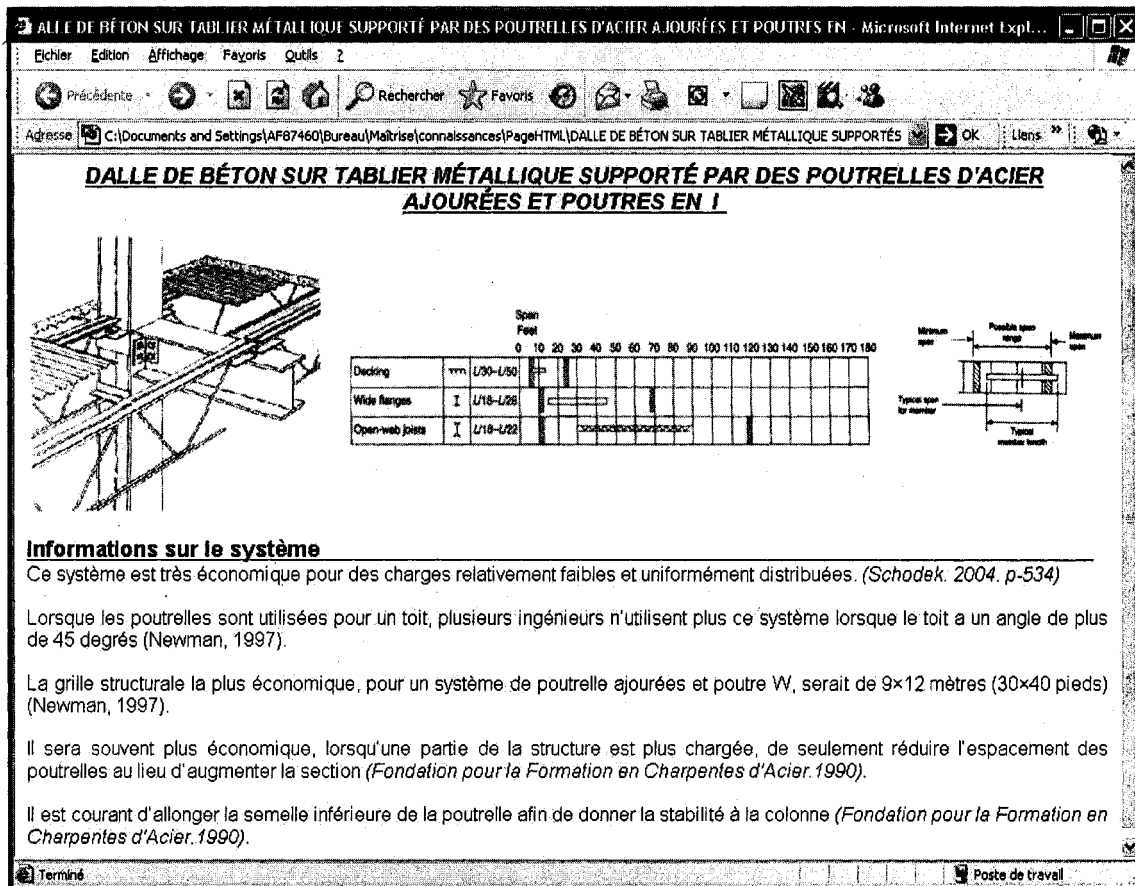 ALLE DE BÉTON SUR TABLIER MÉTALLIQUE SUPPORTÉ PAR DES POUTRELLES D'ACIER AJOURÉES ET POUTRES EN - Microsoft Internet Expl...
Fichier Edition Affichage Favoris Outils ?
Précédente Rechercher Favoris
Adresse C:\Documents and Settings\AF87460\Bureau\Maîtrise\connaissances\PageHTML\DALLE DE BÉTON SUR TABLIER MÉTALLIQUE SUPPORTÉS OK Liens »
DALLE DE BÉTON SUR TABLIER MÉTALLIQUE SUPPORTÉ PAR DES POUTRELLES D'ACIER
AJOURÉES ET POUTRES EN I
Span
Feet
0 10 20 30 40 50 60 70 80 90 100 110 120 130 140 150 160 170 180
Decking L/30–L/50
Wide flanges L/18–L/28
Open-web joists L/18–L/22
Minimum span
Possible span range
Maximum span
Typical span for member
Typical member length
Informations sur le système
Ce système est très économique pour des charges relativement faibles et uniformément distribuées. (Schodek. 2004. p-534)
Lorsque les poutrelles sont utilisées pour un toit, plusieurs ingénieurs n'utilisent plus ce système lorsque le toit a un angle de plus
de 45 degrés (Newman, 1997).
La grille structurale la plus économique, pour un système de poutrelle ajourées et poutre W, serait de 9×12 mètres (30×40 pieds)
(Newman, 1997).
Il sera souvent plus économique, lorsqu'une partie de la structure est plus chargée, de seulement réduire l'espacement des
poutrelles au lieu d'augmenter la section (Fondation pour la Formation en Charpentes d'Acier.1990).
Il est courant d'allonger la semelle inférieure de la poutrelle afin de donner la stabilité à la colonne (Fondation pour la Formation en
Charpentes d'Acier.1990).
Terminé Poste de travail